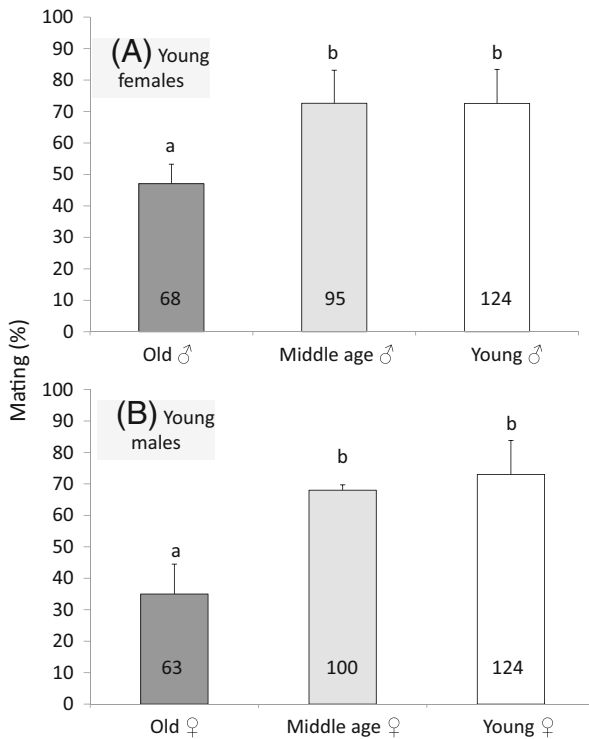 100
90
80
70
60
50
40
30
20
10
0
(A) Young
females
a
b
b
68
95
124
Old ♂
Middle age ♂
Young ♂
Mating (%)
100
90
80
70
60
50
40
30
20
10
0
(B) Young
males
a
b
b
63
100
124
Old ♀
Middle age ♀
Young ♀